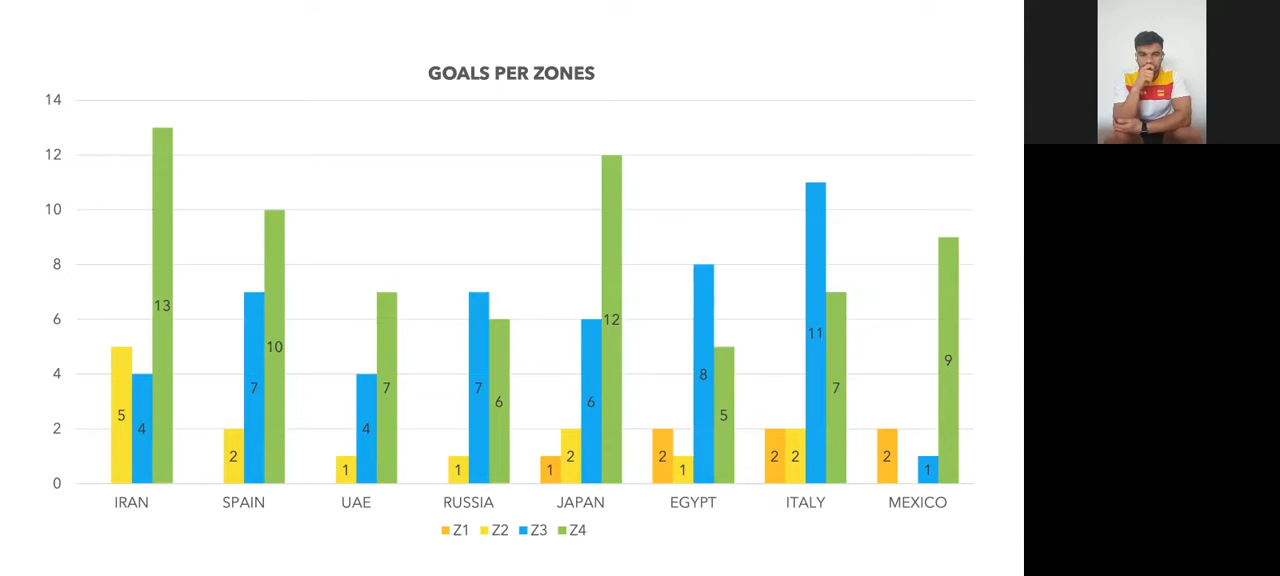 GOALS PER ZONES
14
12
10
8
6
4
2
0
5 4 13
2 7 10
1 4 7
1 7 6
1 2 6 12
2 1 8 5
2 2 11 7
2 1 9
IRAN SPAIN UAE RUSSIA JAPAN EGYPT ITALY MEXICO
Z1 Z2 Z3 Z4